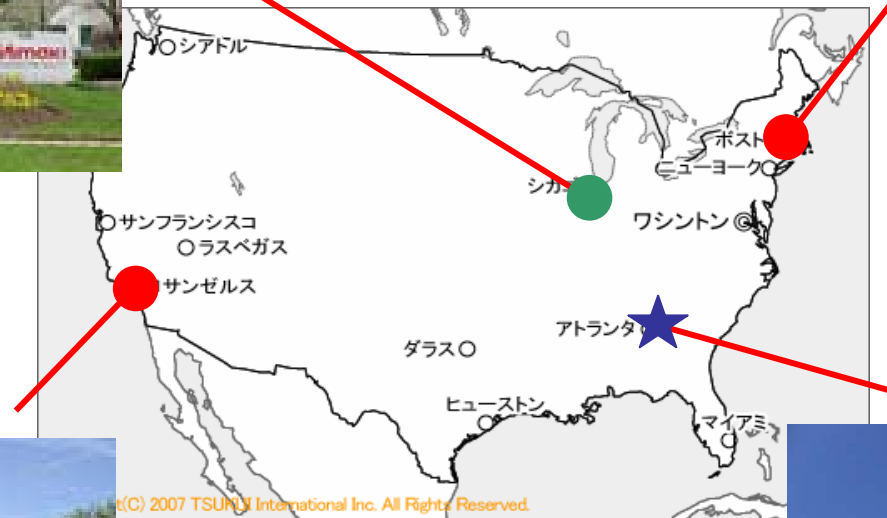 シアトル
ボスト
ニューヨーク
シカゴ
サンフランシスコ
ワシントン
ラスベガス
サンゼルス
アトランタ
ダラス
ヒューストン
マイアミ
t(C) 2007 TSUKUI International Inc. All Rights Reserved.